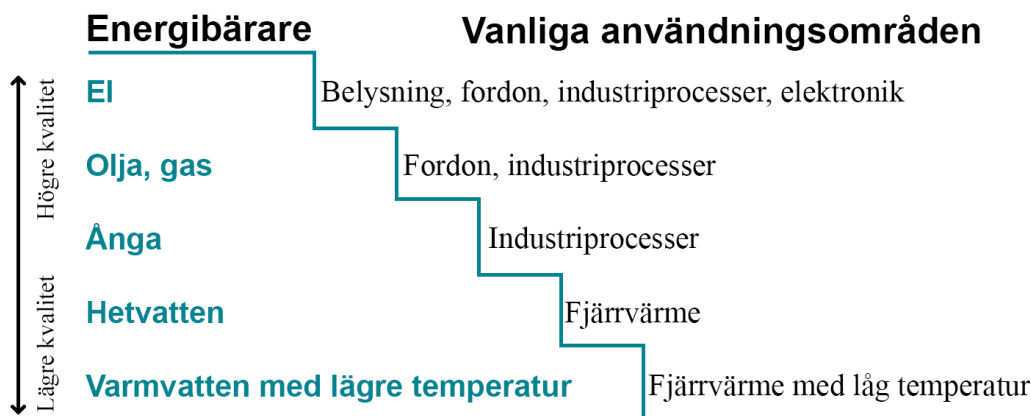 Energibärare Vanliga användningsområden
Högre kvalitet
El Belysning, fordon, industriprocesser, elektronik
Olja, gas Fordon, industriprocesser
Ånga Industriprocesser
Lägre kvalitet
Hetvatten Fjärrvärme
Varmvatten med lägre temperatur Fjärrvärme med låg temperatur